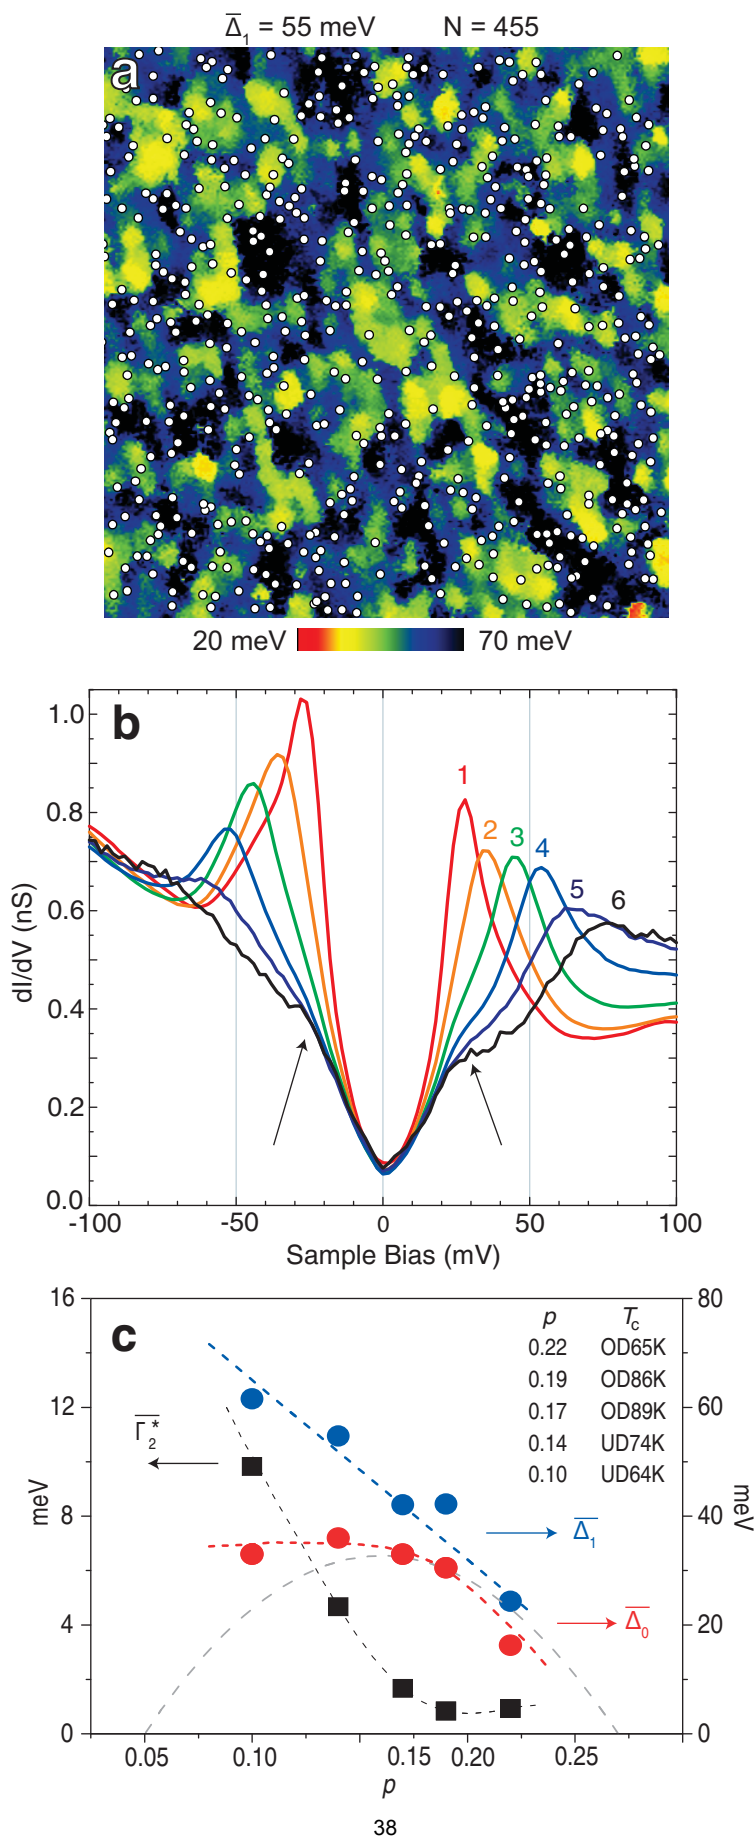 Δ̅₁ = 55 meV N = 455
a
20 meV 70 meV
b
1
2
3
4
5
6
1.0
0.8
0.6
0.4
0.2
0.0
dI/dV (nS)
-100 -50 0 50 100
Sample Bias (mV)
c
16
12
8
4
0
meV
80
60
40
20
0
meV
p T_c
0.22 OD65K
0.19 OD86K
0.17 OD89K
0.14 UD74K
0.10 UD64K
Γ̅₂*
Δ̅₁
Δ̅₀
0.05 0.10 0.15 0.20 0.25
p
38